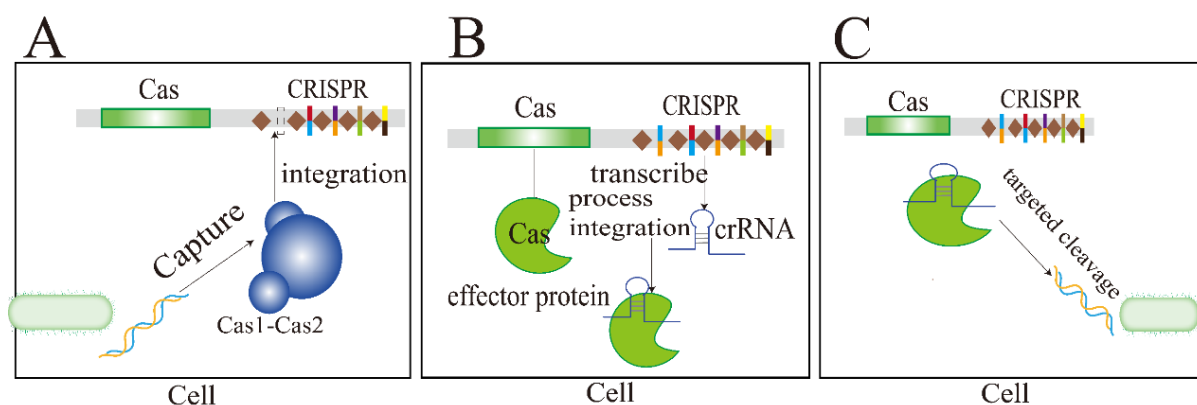 A
Cas
CRISPR
integration
Capture
Cas1-Cas2
Cell
B
Cas
CRISPR
transcribe
process
integration
crRNA
Cas
effector protein
Cell
C
Cas
CRISPR
targeted cleavage
Cell